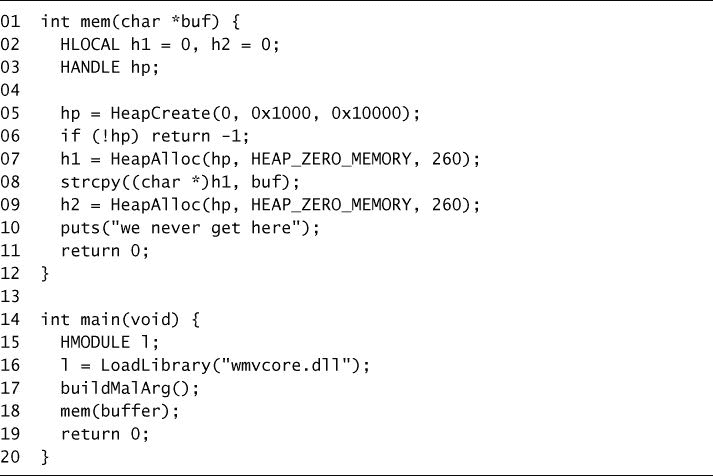 01  int mem(char *buf) {
02    HLOCAL h1 = 0, h2 = 0;
03    HANDLE hp;
04
05    hp = HeapCreate(0, 0x1000, 0x10000);
06    if (!hp) return -1;
07    h1 = HeapAlloc(hp, HEAP_ZERO_MEMORY, 260);
08    strcpy((char *)h1, buf);
09    h2 = HeapAlloc(hp, HEAP_ZERO_MEMORY, 260);
10    puts("we never get here");
11    return 0;
12  }
13
14  int main(void) {
15    HMODULE l;
16    l = LoadLibrary("wmvcore.dll");
17    buildMalArg();
18    mem(buffer);
19    return 0;
20  }